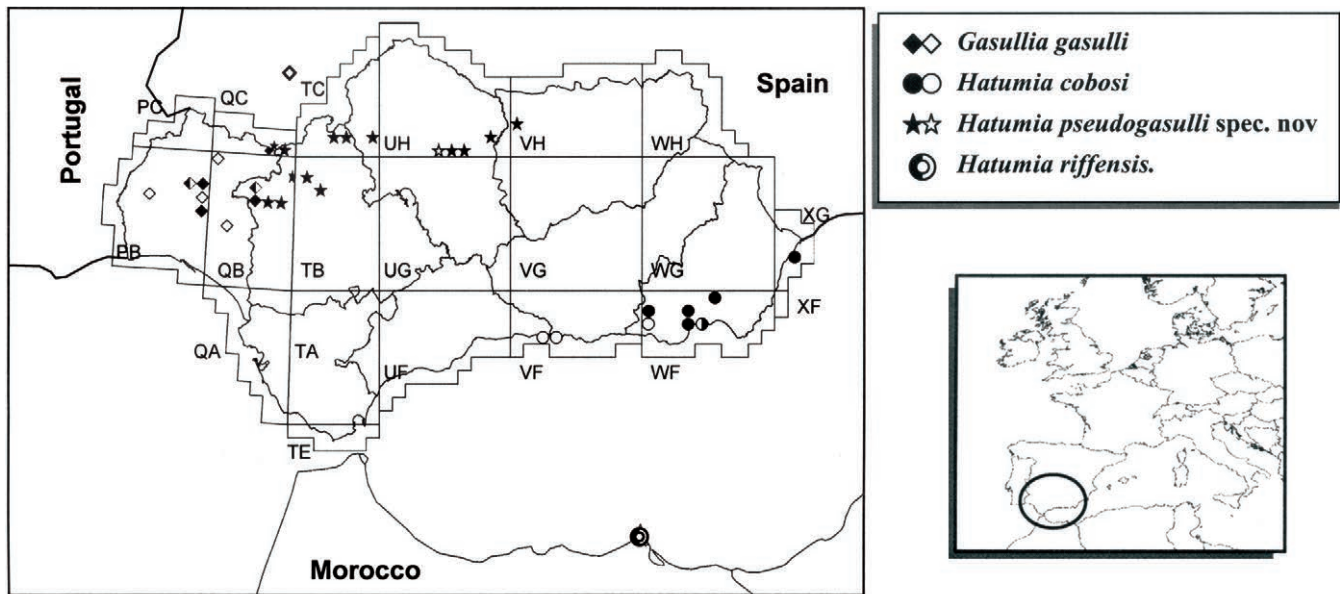 Portugal
Spain
Morocco
PC
QC
TC
UH
VH
WH
XG
PB
QB
TB
UG
VG
WG
XF
QA
TA
UF
VF
WF
TE
Gasullia gasulli
Hatumia cobosi
Hatumia pseudogasulli spec. nov
Hatumia riffensis.